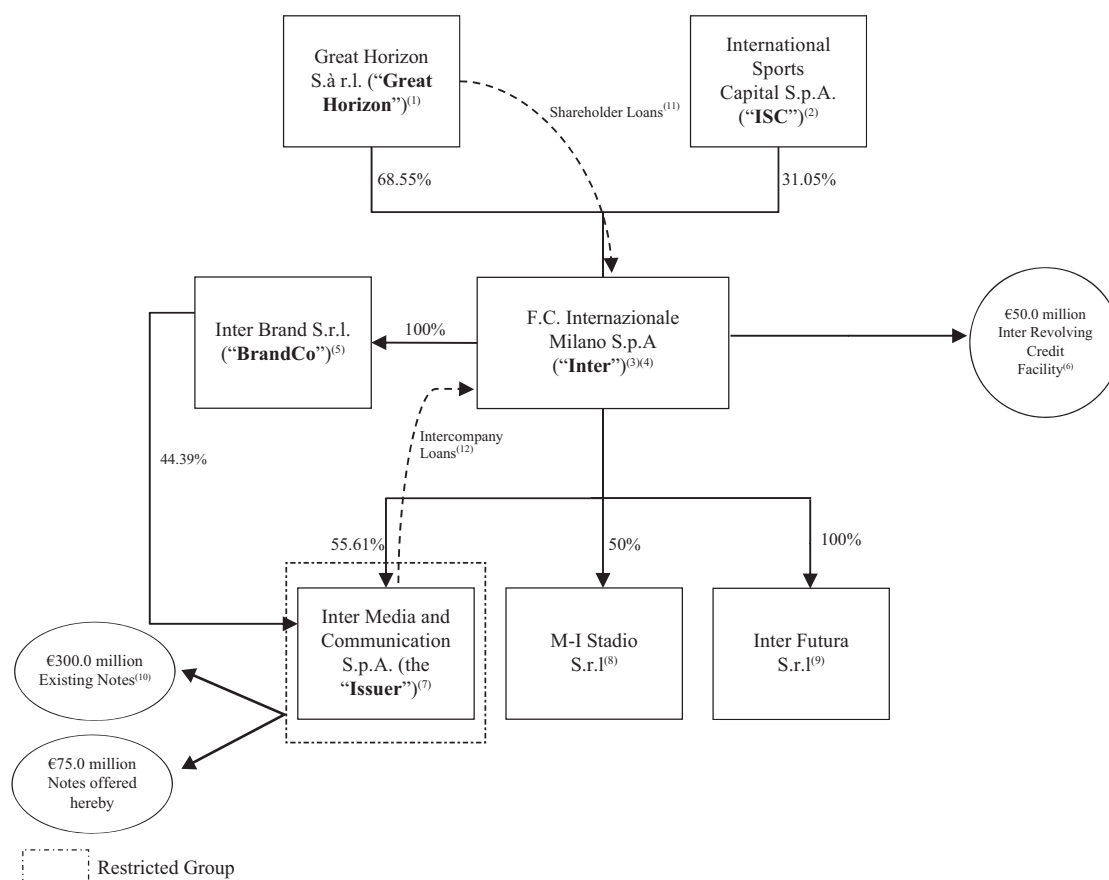 Great Horizon
S.à r.l. (“Great
Horizon”)(1)
International
Sports
Capital S.p.A.
(“ISC”)(2)
Shareholder Loans(11)
68.55%
31.05%
Inter Brand S.r.l.
(“BrandCo”)(5)
100%
F.C. Internazionale
Milano S.p.A
(“Inter”)(3)(4)
€50.0 million
Inter Revolving
Credit
Facility(6)
Intercompany
Loans(12)
44.39%
55.61%
50%
100%
Inter Media and
Communication
S.p.A. (the
“Issuer”)(7)
M-I Stadio
S.r.l(8)
Inter Futura
S.r.l(9)
€300.0 million
Existing Notes(10)
€75.0 million
Notes offered
hereby
Restricted Group